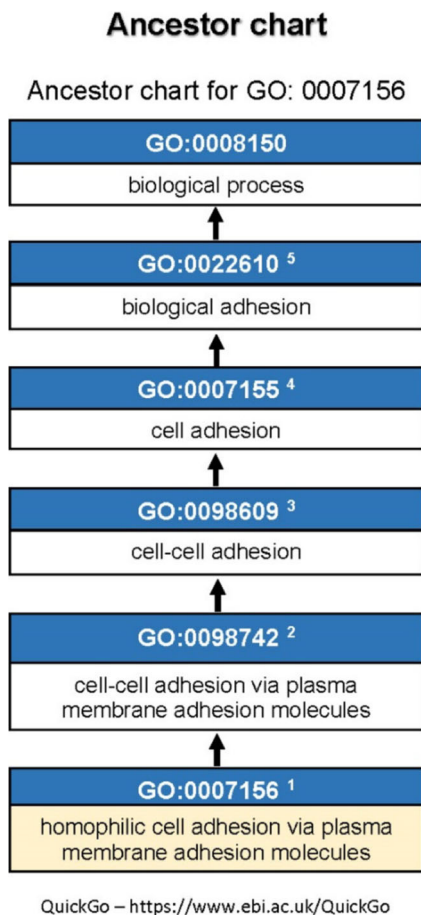 Ancestor chart
Ancestor chart for GO: 0007156
GO:0008150
biological process
GO:0022610 5
biological adhesion
GO:0007155 4
cell adhesion
GO:0098609 3
cell-cell adhesion
GO:0098742 2
cell-cell adhesion via plasma
membrane adhesion molecules
GO:0007156 1
homophilic cell adhesion via plasma
membrane adhesion molecules
QuickGo – https://www.ebi.ac.uk/QuickGo